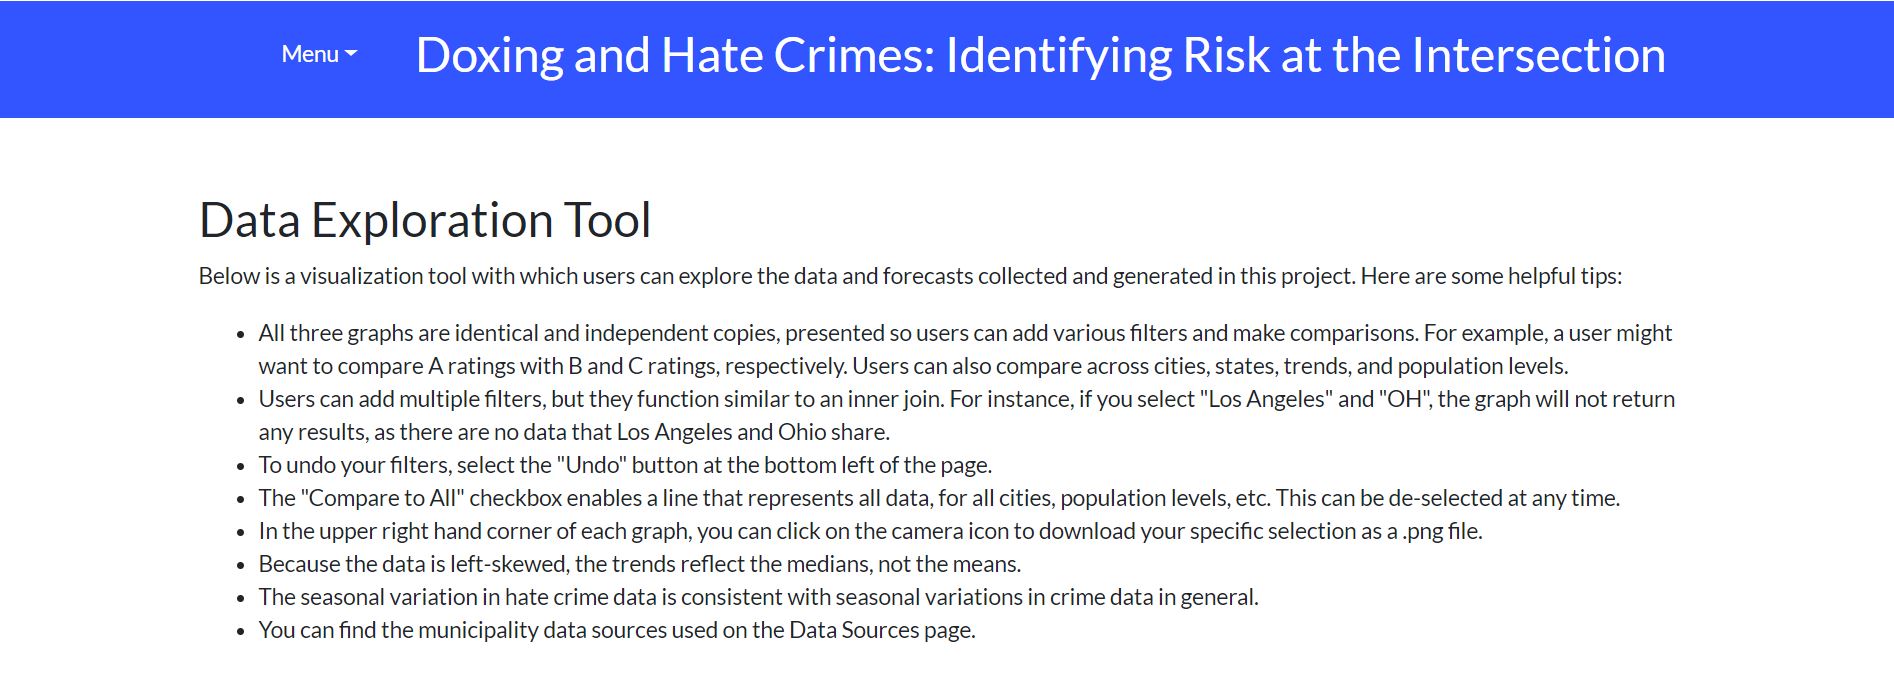 Menu
Doxing and Hate Crimes: Identifying Risk at the Intersection
Data Exploration Tool
Below is a visualization tool with which users can explore the data and forecasts collected and generated in this project. Here are some helpful tips:
• All three graphs are identical and independent copies, presented so users can add various filters and make comparisons. For example, a user might
want to compare A ratings with B and C ratings, respectively. Users can also compare across cities, states, trends, and population levels.
• Users can add multiple filters, but they function similar to an inner join. For instance, if you select "Los Angeles" and "OH", the graph will not return
any results, as there are no data that Los Angeles and Ohio share.
• To undo your filters, select the "Undo" button at the bottom left of the page.
• The "Compare to All" checkbox enables a line that represents all data, for all cities, population levels, etc. This can be de-selected at any time.
• In the upper right hand corner of each graph, you can click on the camera icon to download your specific selection as a .png file.
• Because the data is left-skewed, the trends reflect the medians, not the means.
• The seasonal variation in hate crime data is consistent with seasonal variations in crime data in general.
• You can find the municipality data sources used on the Data Sources page.